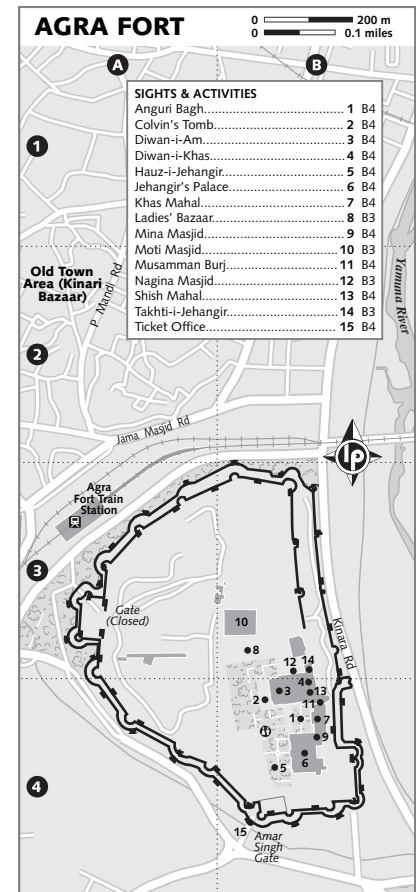 AGRA FORT
0 200 m
0 0.1 miles
A B
SIGHTS & ACTIVITIES
Anguri Bagh 1 B4
Colvin's Tomb 2 B4
Diwan-i-Am 3 B4
Diwan-i-Khas 4 B4
Hauz-i-Jehangir 5 B4
Jehangir's Palace 6 B4
Khas Mahal 7 B4
Ladies' Bazaar 8 B3
Mina Masjid 9 B4
Moti Masjid 10 B3
Musamman Burj 11 B4
Nagina Masjid 12 B3
Shish Mahal 13 B4
Takhti-i-Jehangir 14 B3
Ticket Office 15 B4
1
Old Town
Area (Kinari
Bazaar)
P Mandi Rd
Yamuna River
2
Jama Masjid Rd
lp
Agra
Fort Train
Station
3
Gate
(Closed)
Kinara Rd
10
8
12 14
4
3 13
2 11
1 7
9
6
5
4
15
Amar
Singh
Gate